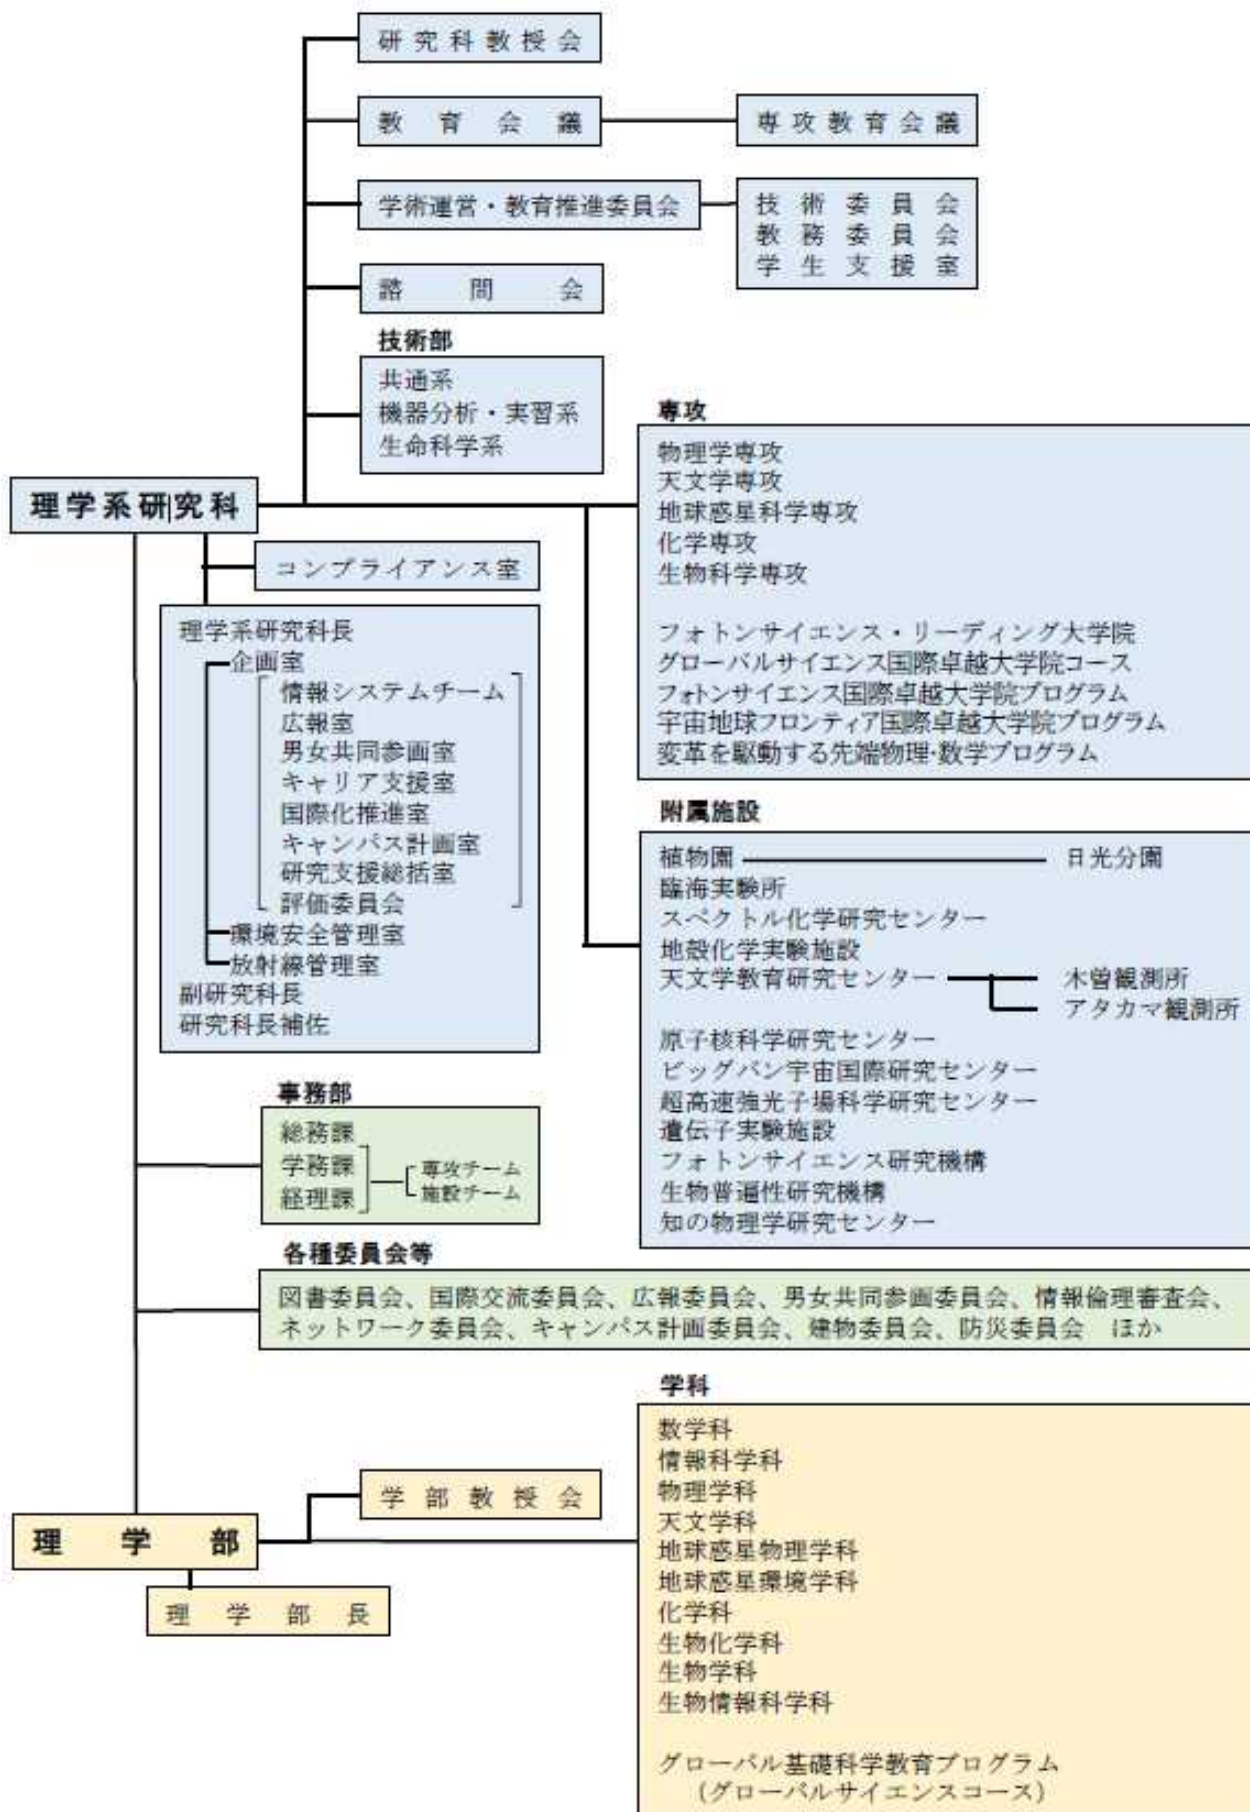 研究科教授会
教育会議
専攻教育会議
学術運営・教育推進委員会
技術委員会
教務委員会
学生支援室
諮問会
技術部
共通系
機器分析・実習系
生命科学系
専攻
物理学専攻
天文学専攻
地球惑星科学専攻
化学専攻
生物科学専攻
フォトンサイエンス・リーディング大学院
グローバルサイエンス国際卓越大学院コース
フォトンサイエンス国際卓越大学院プログラム
宇宙地球フロンティア国際卓越大学院プログラム
変革を駆動する先端物理・数学プログラム
理学系研究科
コンプライアンス室
理学系研究科長
企画室
情報システムチーム
広報室
男女共同参画室
キャリア支援室
国際化推進室
キャンパス計画室
研究支援総括室
評価委員会
環境安全管理室
放射線管理室
副研究科長
研究科長補佐
附属施設
植物園
日光分園
臨海実験所
スペクトル化学研究センター
地殻化学実験施設
天文学教育研究センター
木曽観測所
アタカマ観測所
原子核科学研究センター
ビッグバン宇宙国際研究センター
超高速強光子場科学研究センター
遺伝子実験施設
フォトンサイエンス研究機構
生物普遍性研究機構
知の物理学研究センター
事務部
総務課
学務課
経理課
専攻チーム
施設チーム
各種委員会等
図書委員会、国際交流委員会、広報委員会、男女共同参画委員会、情報倫理審査会、
ネットワーク委員会、キャンパス計画委員会、建物委員会、防災委員会　ほか
学科
数学科
情報科学科
物理学科
天文学科
地球惑星物理学科
地球惑星環境学科
化学科
生物化学科
生物学科
生物情報科学科
グローバル基礎科学教育プログラム
（グローバルサイエンスコース）
学部教授会
理学部
理学部長